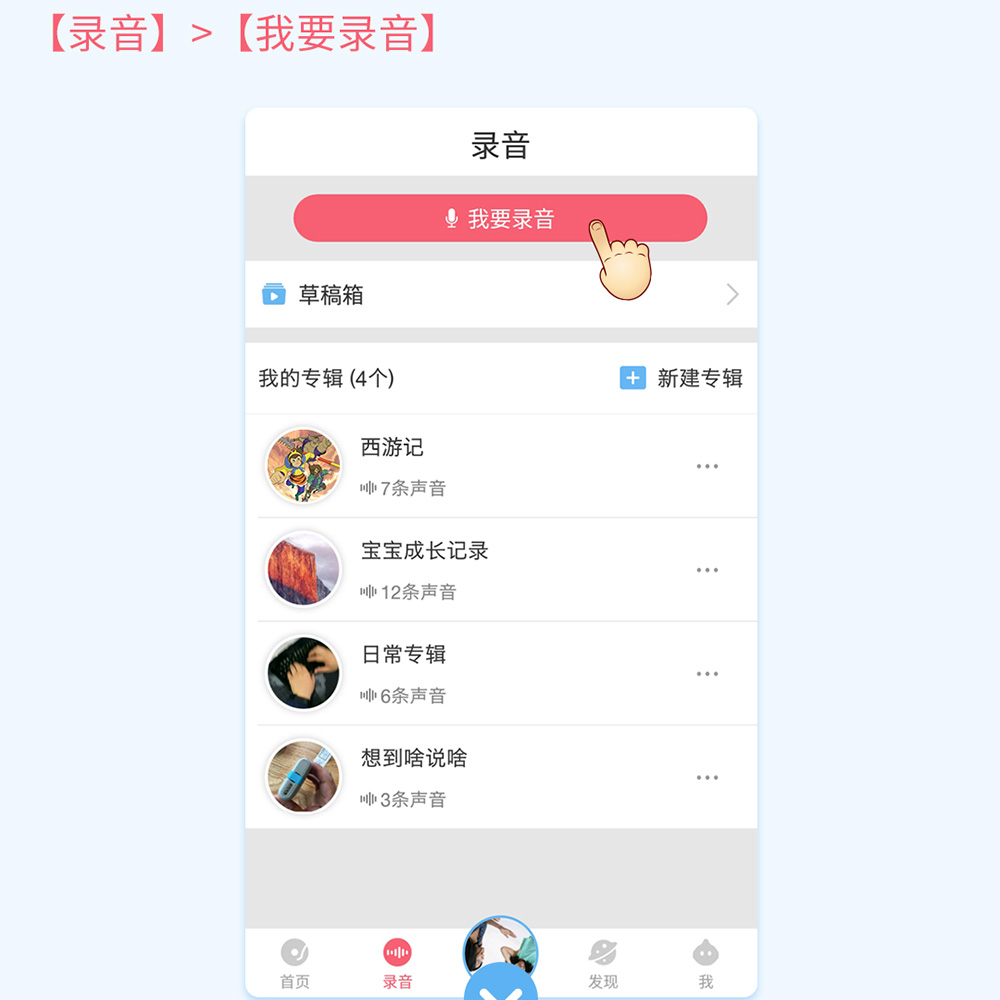 【录音】>【我要录音】
录音
我要录音
草稿箱
我的专辑 (4个) 新建专辑
西游记
7条声音
宝宝成长记录
12条声音
日常专辑
6条声音
想到啥说啥
3条声音
首页 录音 发现 我